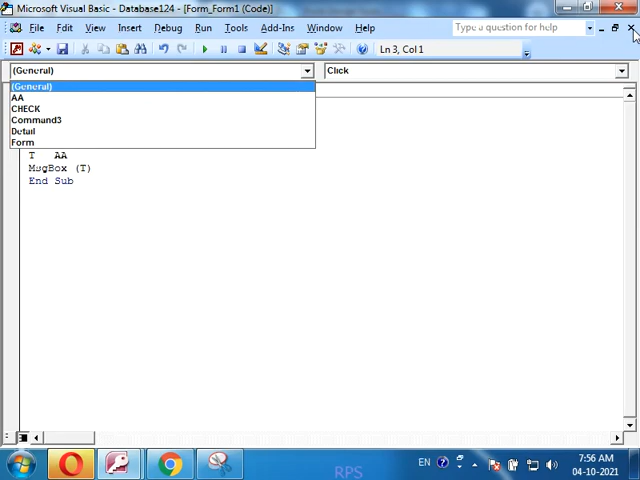 Microsoft Visual Basic - Database124 - [Form_Form1 (Code)]
File Edit View Insert Debug Run Tools Add-Ins Window Help Type a question for help
Ln 3, Col 1
(General) Click
(General)
AA
CHECK
Command3
Detail
Form
T AA
MsgBox (T)
End Sub
EN 7:56 AM
RPS 04-10-2021